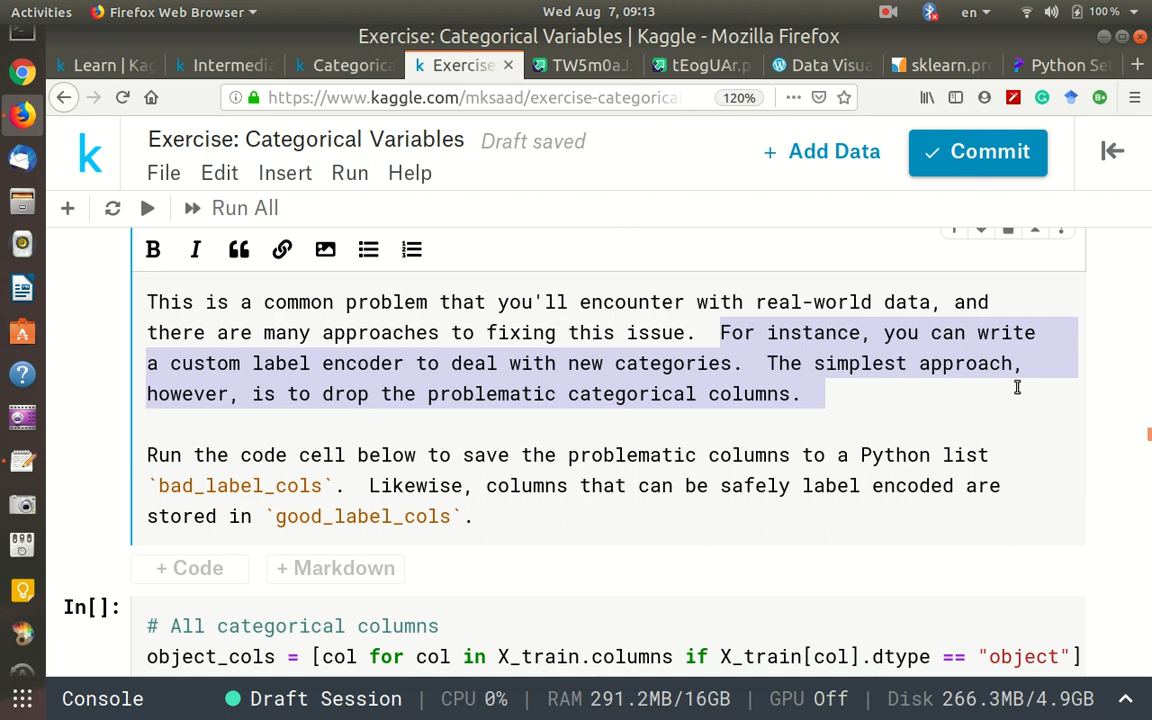 Activities Firefox Web Browser Wed Aug 7, 09:13 en 100%
Exercise: Categorical Variables | Kaggle - Mozilla Firefox
Learn | Kag Intermedia Categorica Exercise: TW5m0aJ tEogUAr.p Data Visua sklearn.pre Python Se
https://www.kaggle.com/mksaad/exercise-categorica 120%
k Exercise: Categorical Variables Draft saved
+ Add Data Commit
File Edit Insert Run Help
Run All
B I
This is a common problem that you'll encounter with real-world data, and
there are many approaches to fixing this issue. For instance, you can write
a custom label encoder to deal with new categories. The simplest approach,
however, is to drop the problematic categorical columns.
Run the code cell below to save the problematic columns to a Python list
`bad_label_cols`. Likewise, columns that can be safely label encoded are
stored in `good_label_cols`.
+ Code + Markdown
In[]:
# All categorical columns
object_cols = [col for col in X_train.columns if X_train[col].dtype == "object"]
Console Draft Session | CPU 0% | RAM 291.2MB/16GB | GPU Off | Disk 266.3MB/4.9GB